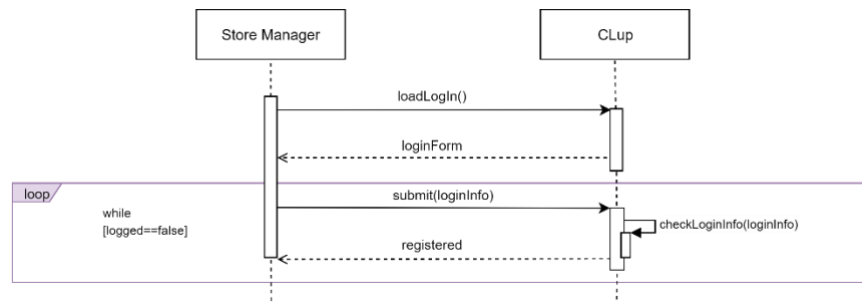 Store Manager
CLup
loadLogIn()
loginForm
loop
submit(loginInfo)
while
[logged==false]
checkLoginInfo(loginInfo)
registered